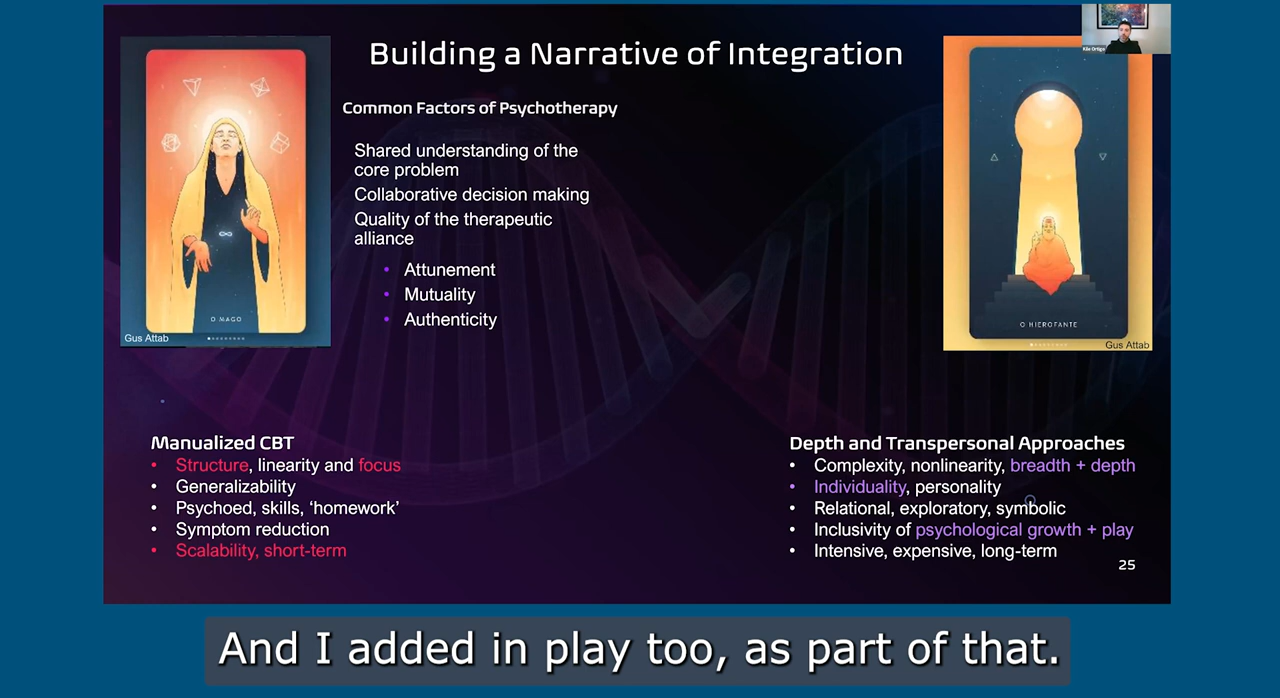 Building a Narrative of Integration
Kile Ortigo
Common Factors of Psychotherapy
Shared understanding of the
core problem
Collaborative decision making
Quality of the therapeutic
alliance
• Attunement
• Mutuality
• Authenticity
O MAGO
Gus Attab
O HIEROFANTE
Gus Attab
Manualized CBT
• Structure, linearity and focus
• Generalizability
• Psychoed, skills, ‘homework’
• Symptom reduction
• Scalability, short-term
Depth and Transpersonal Approaches
• Complexity, nonlinearity, breadth + depth
• Individuality, personality
• Relational, exploratory, symbolic
• Inclusivity of psychological growth + play
• Intensive, expensive, long-term
25
And I added in play too, as part of that.